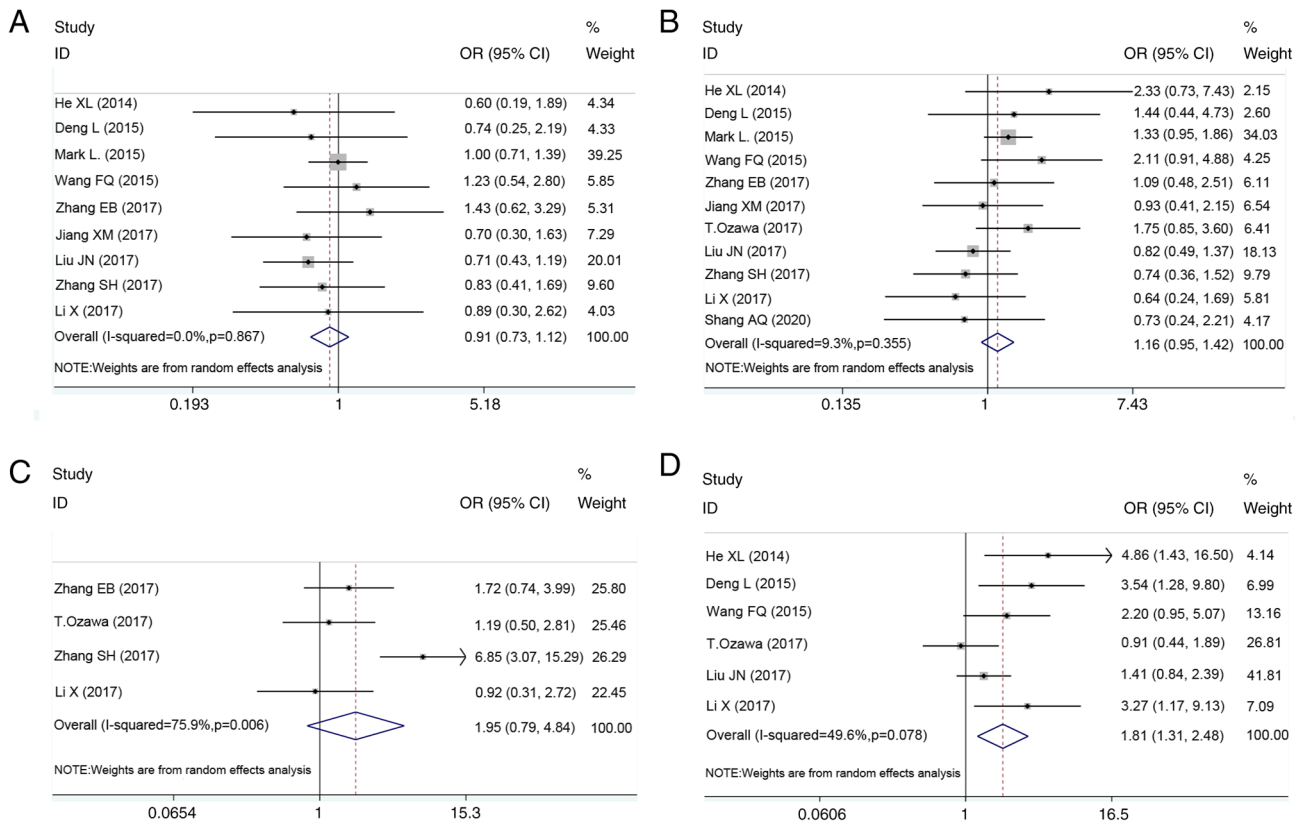 A
Study %
ID OR (95% CI) Weight
He XL (2014) 0.60 (0.19, 1.89) 4.34
Deng L (2015) 0.74 (0.25, 2.19) 4.33
Mark L. (2015) 1.00 (0.71, 1.39) 39.25
Wang FQ (2015) 1.23 (0.54, 2.80) 5.85
Zhang EB (2017) 1.43 (0.62, 3.29) 5.31
Jiang XM (2017) 0.70 (0.30, 1.63) 7.29
Liu JN (2017) 0.71 (0.43, 1.19) 20.01
Zhang SH (2017) 0.83 (0.41, 1.69) 9.60
Li X (2017) 0.89 (0.30, 2.62) 4.03
Overall (I-squared=0.0%,p=0.867) 0.91 (0.73, 1.12) 100.00
NOTE:Weights are from random effects analysis
0.193 1 5.18
B
Study %
ID OR (95% CI) Weight
He XL (2014) 2.33 (0.73, 7.43) 2.15
Deng L (2015) 1.44 (0.44, 4.73) 2.60
Mark L. (2015) 1.33 (0.95, 1.86) 34.03
Wang FQ (2015) 2.11 (0.91, 4.88) 4.25
Zhang EB (2017) 1.09 (0.48, 2.51) 6.11
Jiang XM (2017) 0.93 (0.41, 2.15) 6.54
T.Ozawa (2017) 1.75 (0.85, 3.60) 6.41
Liu JN (2017) 0.82 (0.49, 1.37) 18.13
Zhang SH (2017) 0.74 (0.36, 1.52) 9.79
Li X (2017) 0.64 (0.24, 1.69) 5.81
Shang AQ (2020) 0.73 (0.24, 2.21) 4.17
Overall (I-squared=9.3%,p=0.355) 1.16 (0.95, 1.42) 100.00
NOTE:Weights are from random effects analysis
0.135 1 7.43
C
Study %
ID OR (95% CI) Weight
Zhang EB (2017) 1.72 (0.74, 3.99) 25.80
T.Ozawa (2017) 1.19 (0.50, 2.81) 25.46
Zhang SH (2017) 6.85 (3.07, 15.29) 26.29
Li X (2017) 0.92 (0.31, 2.72) 22.45
Overall (I-squared=75.9%,p=0.006) 1.95 (0.79, 4.84) 100.00
NOTE:Weights are from random effects analysis
0.0654 1 15.3
D
Study %
ID OR (95% CI) Weight
He XL (2014) 4.86 (1.43, 16.50) 4.14
Deng L (2015) 3.54 (1.28, 9.80) 6.99
Wang FQ (2015) 2.20 (0.95, 5.07) 13.16
T.Ozawa (2017) 0.91 (0.44, 1.89) 26.81
Liu JN (2017) 1.41 (0.84, 2.39) 41.81
Li X (2017) 3.27 (1.17, 9.13) 7.09
Overall (I-squared=49.6%,p=0.078) 1.81 (1.31, 2.48) 100.00
NOTE:Weights are from random effects analysis
0.0606 1 16.5